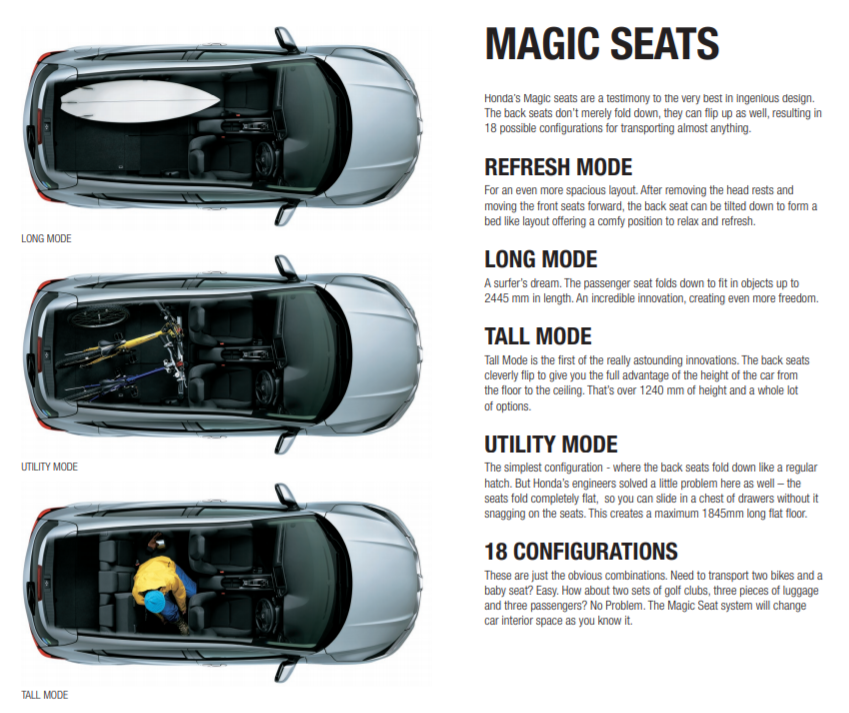 MAGIC SEATS
Honda's Magic seats are a testimony to the very best in ingenious design.
The back seats don't merely fold down, they can flip up as well, resulting in
18 possible configurations for transporting almost anything.
REFRESH MODE
For an even more spacious layout. After removing the head rests and
moving the front seats forward, the back seat can be tilted down to form a
bed like layout offering a comfy position to relax and refresh.
LONG MODE
A surfer's dream. The passenger seat folds down to fit in objects up to
2445 mm in length. An incredible innovation, creating even more freedom.
TALL MODE
Tall Mode is the first of the really astounding innovations. The back seats
cleverly flip to give you the full advantage of the height of the car from
the floor to the ceiling. That's over 1240 mm of height and a whole lot
of options.
UTILITY MODE
The simplest configuration - where the back seats fold down like a regular
hatch. But Honda's engineers solved a little problem here as well – the
seats fold completely flat,  so you can slide in a chest of drawers without it
snagging on the seats. This creates a maximum 1845mm long flat floor.
18 CONFIGURATIONS
These are just the obvious combinations. Need to transport two bikes and a
baby seat? Easy. How about two sets of golf clubs, three pieces of luggage
and three passengers? No Problem. The Magic Seat system will change
car interior space as you know it.
LONG MODE
UTILITY MODE
TALL MODE